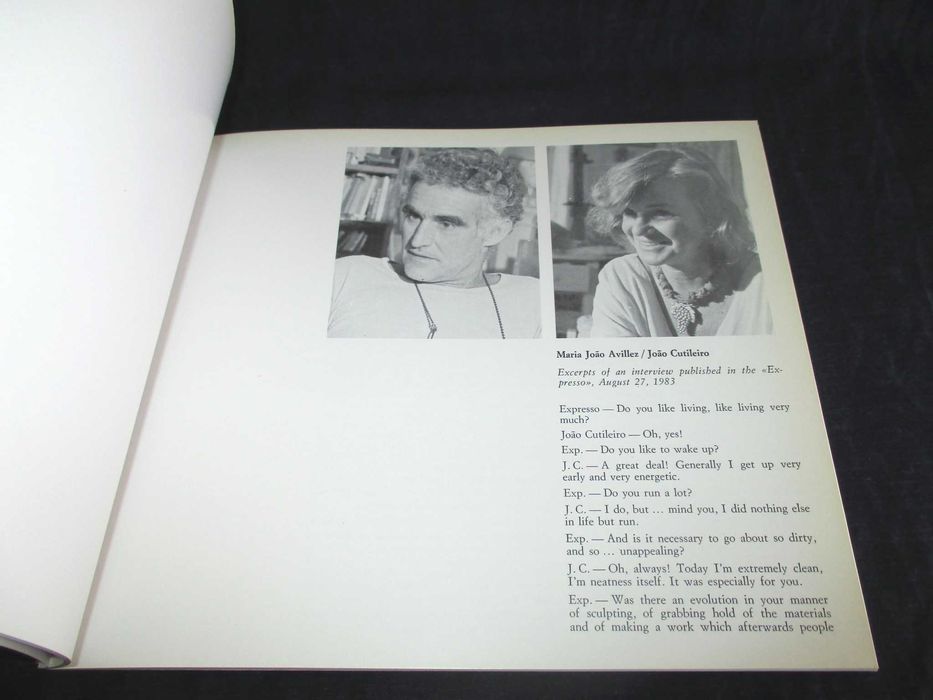 Maria João Avillez / João Cutileiro
Excerpts of an interview published in the «Ex-
presso», August 27, 1983
Expresso — Do you like living, like living very
much?
João Cutileiro — Oh, yes!
Exp. — Do you like to wake up?
J. C. — A great deal! Generally I get up very
early and very energetic.
Exp. — Do you run a lot?
J. C. — I do, but ... mind you, I did nothing else
in life but run.
Exp. — And is it necessary to go about so dirty,
and so ... unappealing?
J. C. — Oh, always! Today I'm extremely clean,
I'm neatness itself. It was especially for you.
Exp. — Was there an evolution in your manner
of sculpting, of grabbing hold of the materials
and of making a work which afterwards people